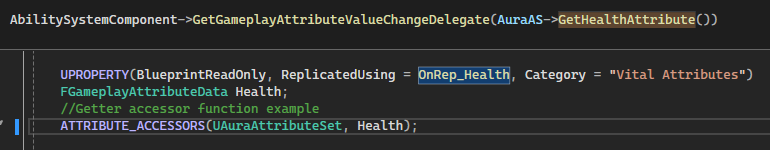 AbilitySystemComponent->GetGameplayAttributeValueChangeDelegate(AuraAS->GetHealthAttribute())
UPROPERTY(BlueprintReadOnly, ReplicatedUsing = OnRep_Health, Category = "Vital Attributes")
FGameplayAttributeData Health;
//Getter accessor function example
ATTRIBUTE_ACCESSORS(UAuraAttributeSet, Health);